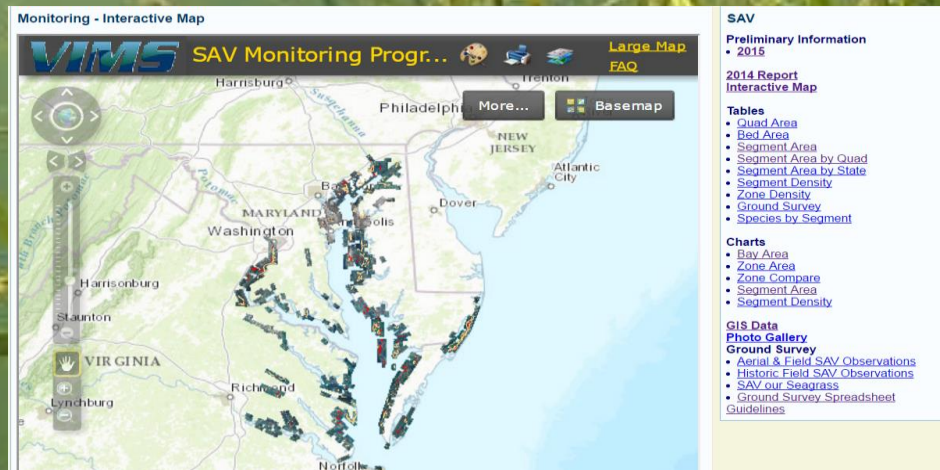 Monitoring - Interactive Map
VIMS SAV Monitoring Progr...
Large Map
FAQ
More...
Basemap
Harrisburg
Susquehanna
Trenton
Philadelphi
NEW
JERSEY
Atlantic
City
Dover
MARYLAND
Washington
Potomac
Harrisonburg
Staunton
VIRGINIA
Richmond
Lynchburg
Norfolk
SAV
Preliminary Information
• 2015
2014 Report
Interactive Map
Tables
• Quad Area
• Bed Area
• Segment Area
• Segment Area by Quad
• Segment Area by State
• Segment Density
• Zone Density
• Ground Survey
• Species by Segment
Charts
• Bay Area
• Zone Area
• Zone Compare
• Segment Area
• Segment Density
GIS Data
Photo Gallery
Ground Survey
• Aerial & Field SAV Observations
• Historic Field SAV Observations
• SAV our Seagrass
• Ground Survey Spreadsheet
Guidelines